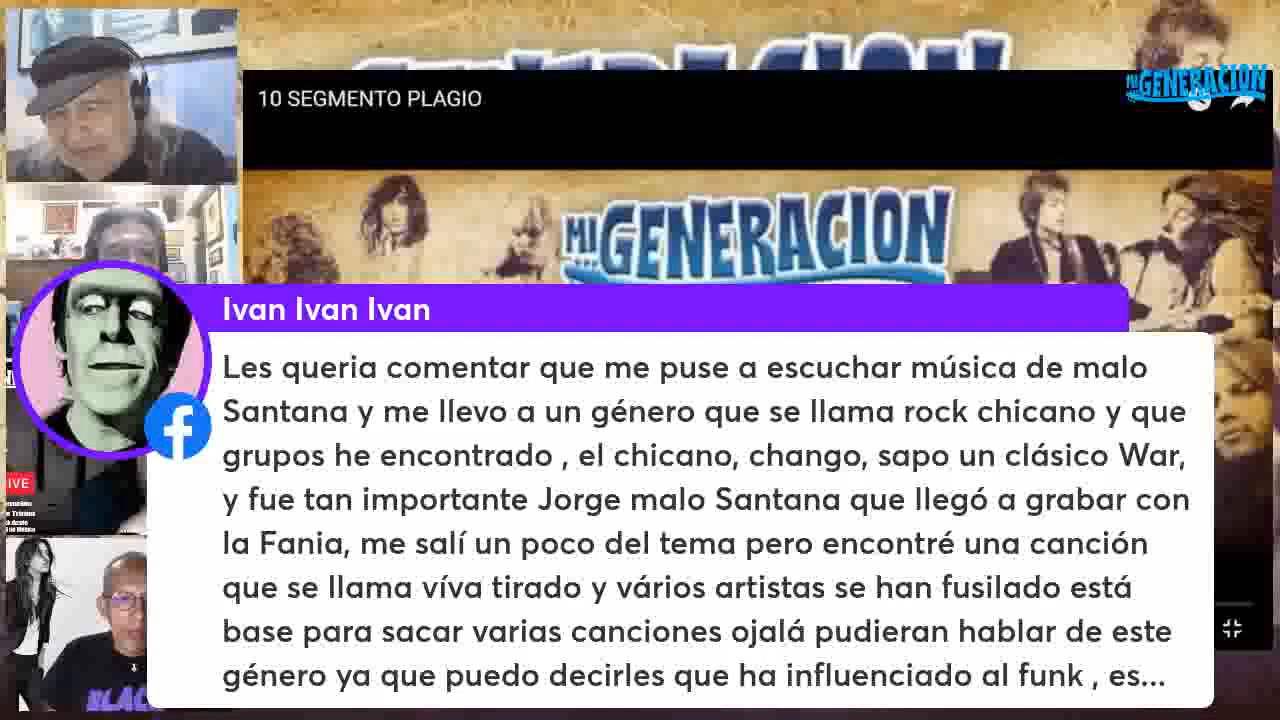 10 SEGMENTO PLAGIO
MI GENERACION
MI GENERACION
Ivan Ivan Ivan
Les queria comentar que me puse a escuchar música de malo
Santana y me llevo a un género que se llama rock chicano y que
grupos he encontrado , el chicano, chango, sapo un clásico War,
y fue tan importante Jorge malo Santana que llegó a grabar con
la Fania, me salí un poco del tema pero encontré una canción
que se llama víva tirado y vários artistas se han fusilado está
base para sacar varias canciones ojalá pudieran hablar de este
género ya que puedo decirles que ha influenciado al funk , es...